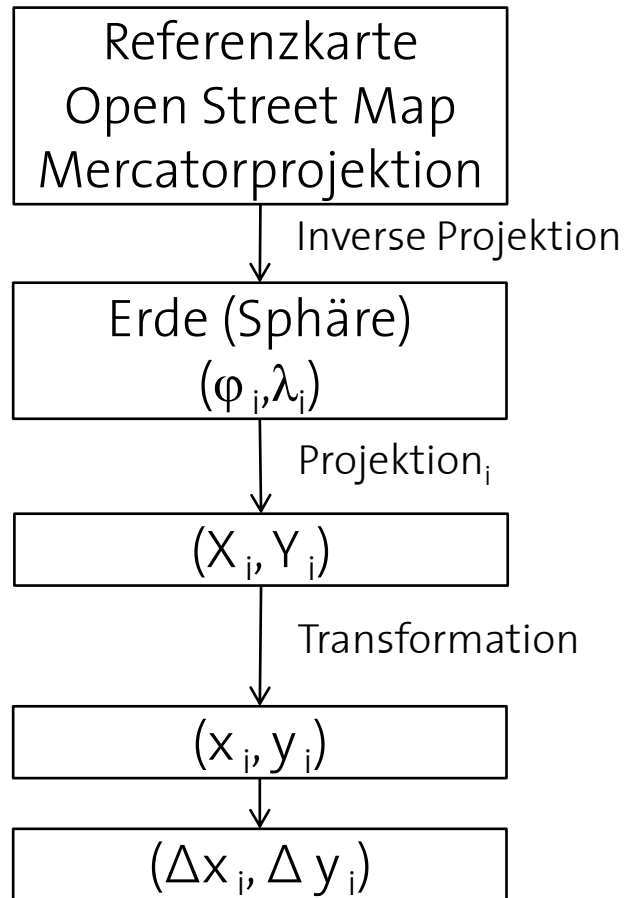 Referenzkarte
Open Street Map
Mercatorprojektion
Inverse Projektion
Erde (Sphäre)
(φ i,λi)
Projektioni
(X i, Y i)
Transformation
(x i, y i)
(Δx i, Δ y i)